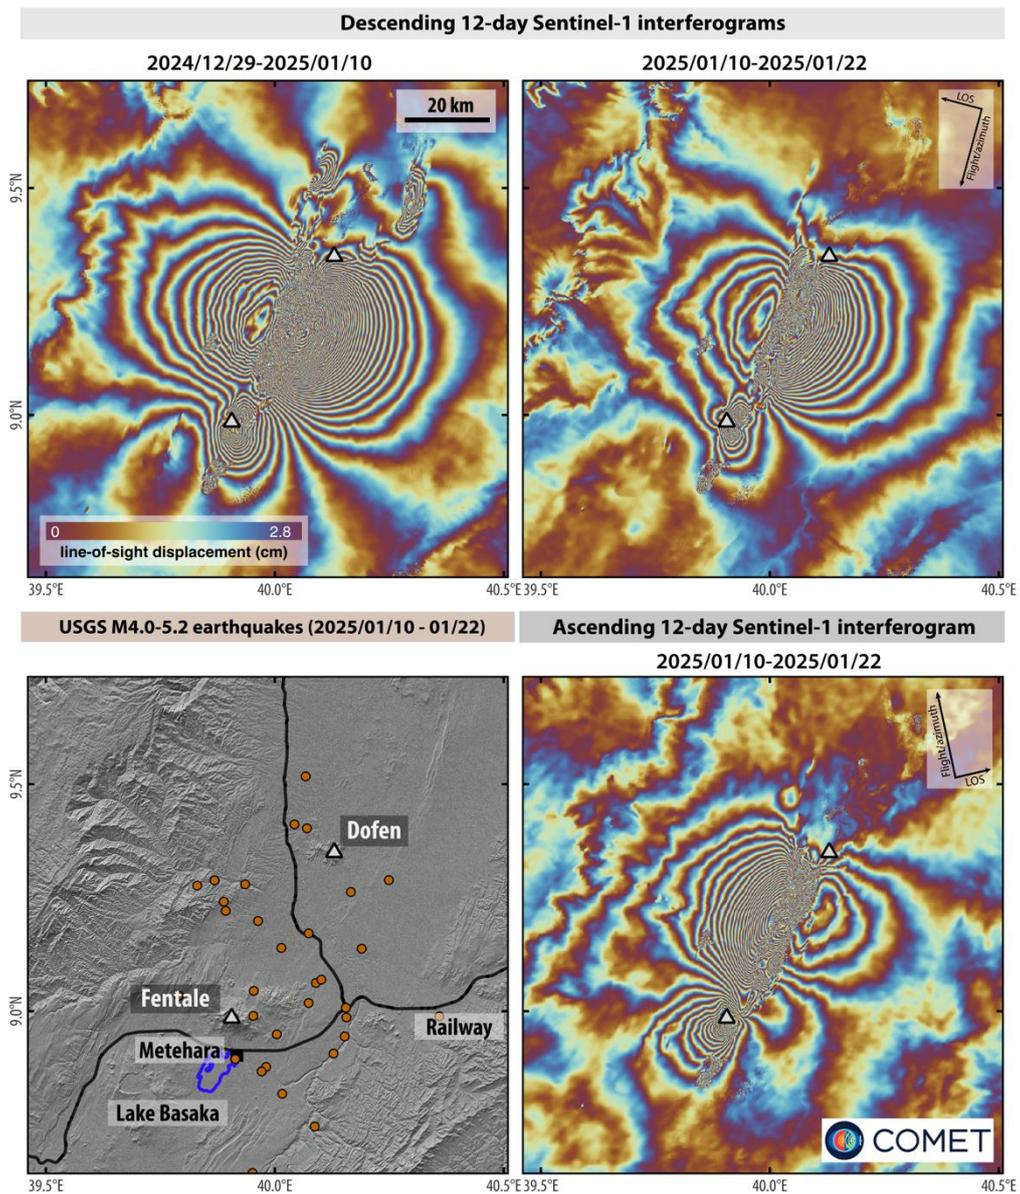 Descending 12-day Sentinel-1 interferograms
2024/12/29-2025/01/10
2025/01/10-2025/01/22
20 km
LOS
Flight/azimuth
9.5°N
9.0°N
0 2.8
line-of-sight displacement (cm)
39.5°E 40.0°E 40.5°E 39.5°E 40.0°E 40.5°E
USGS M4.0-5.2 earthquakes (2025/01/10 - 01/22)
Ascending 12-day Sentinel-1 interferogram
2025/01/10-2025/01/22
Flight/azimuth
LOS
9.5°N
Dofen
9.0°N
Fentale
Railway
Metehara
Lake Basaka
COMET
39.5°E 40.0°E 40.5°E 39.5°E 40.0°E 40.5°E